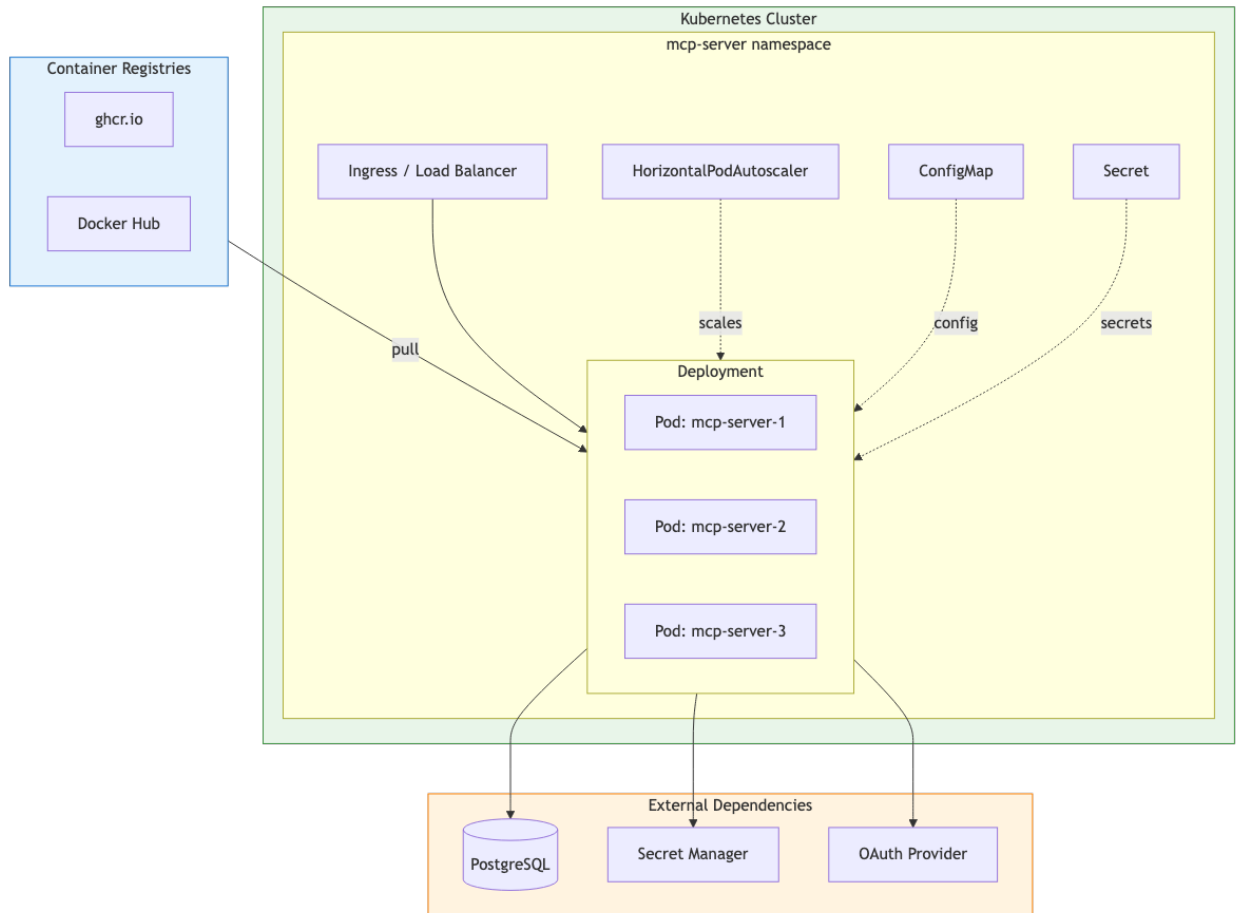 Kubernetes Cluster
mcp-server namespace
Container Registries
ghcr.io
Docker Hub
Ingress / Load Balancer
HorizontalPodAutoscaler
ConfigMap
Secret
pull
scales
config
secrets
Deployment
Pod: mcp-server-1
Pod: mcp-server-2
Pod: mcp-server-3
External Dependencies
PostgreSQL
Secret Manager
OAuth Provider